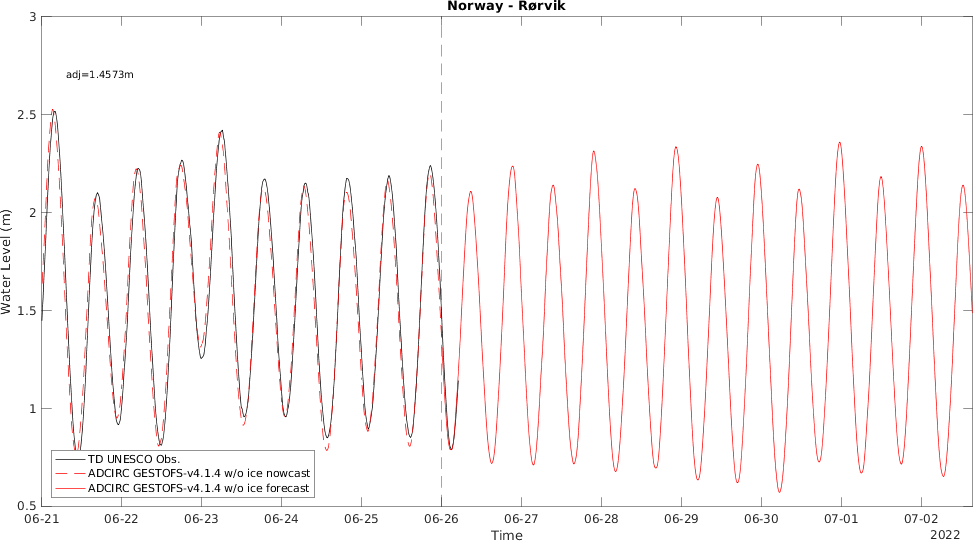 Norway - Rørvik
3
adj=1.4573m
2.5
2
Water Level (m)
1.5
1
TD UNESCO Obs.
ADCIRC GESTOFS-v4.1.4 w/o ice nowcast
ADCIRC GESTOFS-v4.1.4 w/o ice forecast
0.5
06-21 06-22 06-23 06-24 06-25 06-26 06-27 06-28 06-29 06-30 07-01 07-02
Time
2022